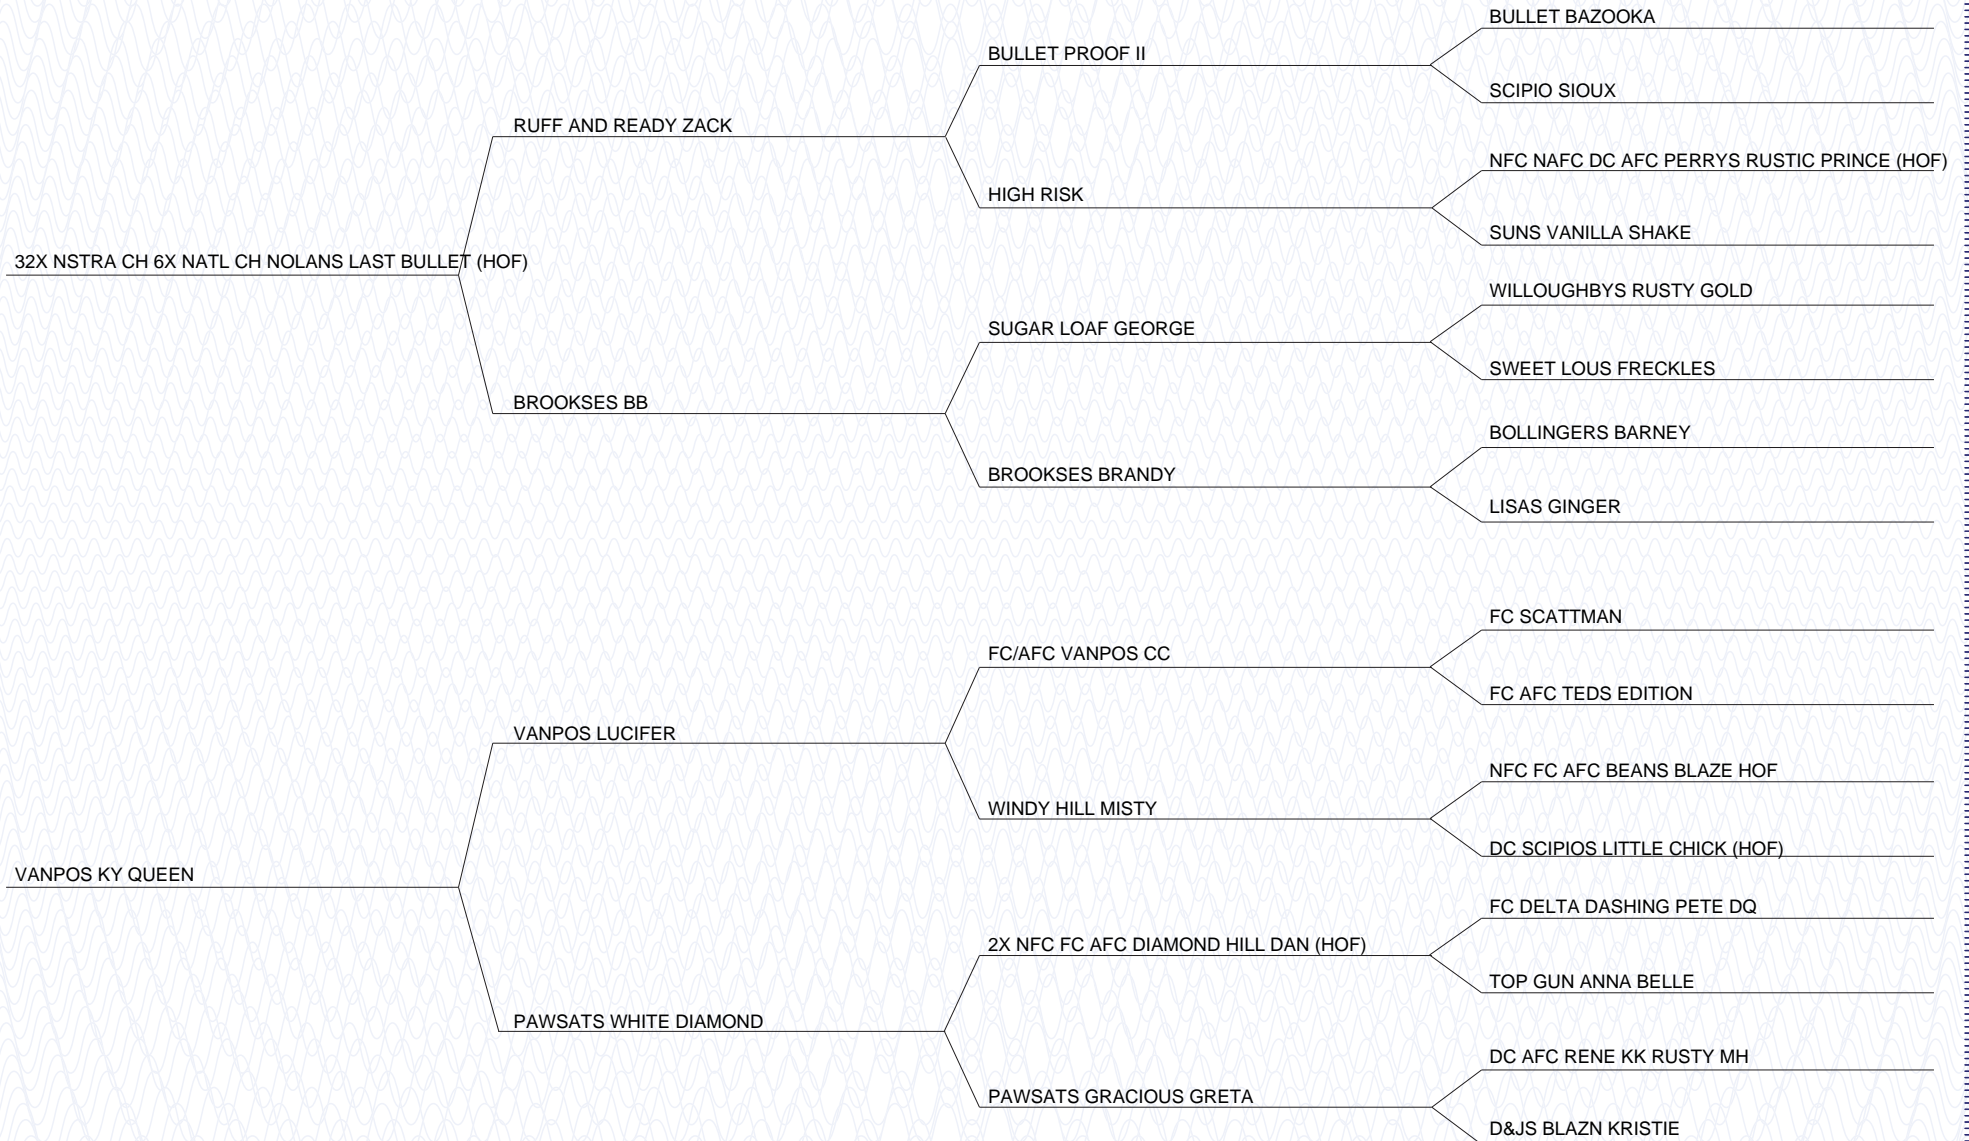 BULLET BAZOOKA
BULLET PROOF II
SCIPIO SIOUX
RUFF AND READY ZACK
NFC NAFC DC AFC PERRYS RUSTIC PRINCE (HOF)
HIGH RISK
SUNS VANILLA SHAKE
32X NSTRA CH 6X NATL CH NOLANS LAST BULLET (HOF)
WILLOUGHBYS RUSTY GOLD
SUGAR LOAF GEORGE
SWEET LOUS FRECKLES
BROOKSES BB
BOLLINGERS BARNEY
BROOKSES BRANDY
LISAS GINGER
FC SCATTMAN
FC/AFC VANPOS CC
FC AFC TEDS EDITION
VANPOS LUCIFER
NFC FC AFC BEANS BLAZE HOF
WINDY HILL MISTY
DC SCIPIOS LITTLE CHICK (HOF)
VANPOS KY QUEEN
FC DELTA DASHING PETE DQ
2X NFC FC AFC DIAMOND HILL DAN (HOF)
TOP GUN ANNA BELLE
PAWSATS WHITE DIAMOND
DC AFC RENE KK RUSTY MH
PAWSATS GRACIOUS GRETA
D&JS BLAZN KRISTIE